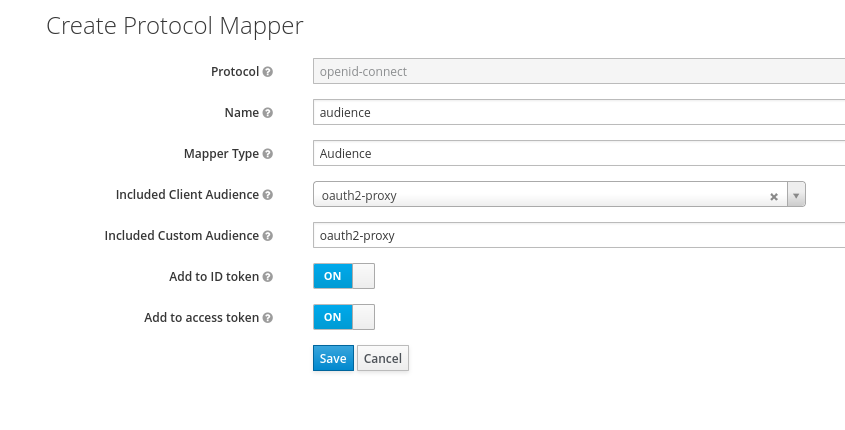 Create Protocol Mapper
Protocol
openid-connect
Name
audience
Mapper Type
Audience
Included Client Audience
oauth2-proxy
Included Custom Audience
oauth2-proxy
Add to ID token
ON
Add to access token
ON
Save Cancel